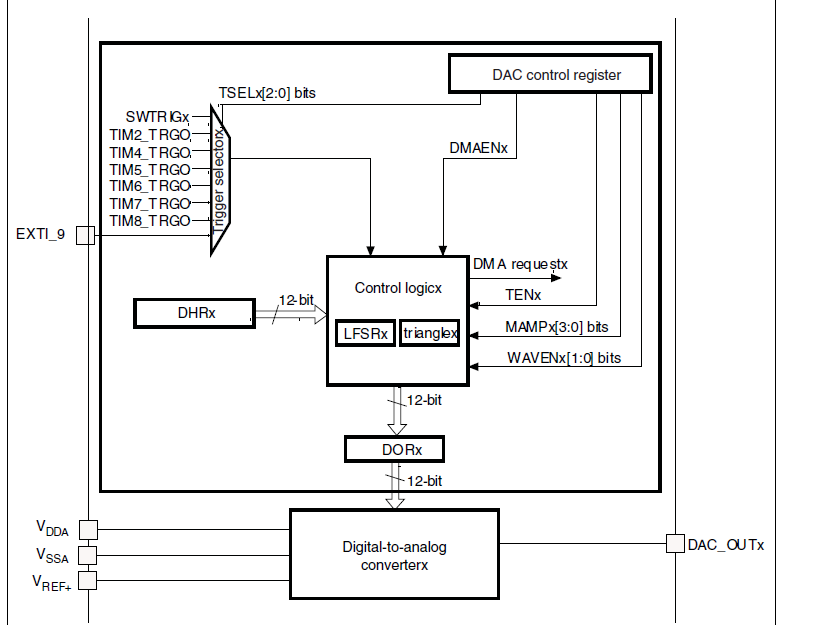 DAC control register
TSELx[2:0] bits
SWTRIGx
TIM2_TRGO
TIM4_TRGO
TIM5_TRGO
TIM6_TRGO
TIM7_TRGO
TIM8_TRGO
Trigger selectorx
DMAENx
EXTI_9
DMA requestx
Control logicx
TENx
12-bit
DHRx
LFSRx
trianglex
MAMPx[3:0] bits
WAVENx[1:0] bits
12-bit
DORx
12-bit
VDDA
VSSA
VREF+
Digital-to-analog
converterx
DAC_OUTx